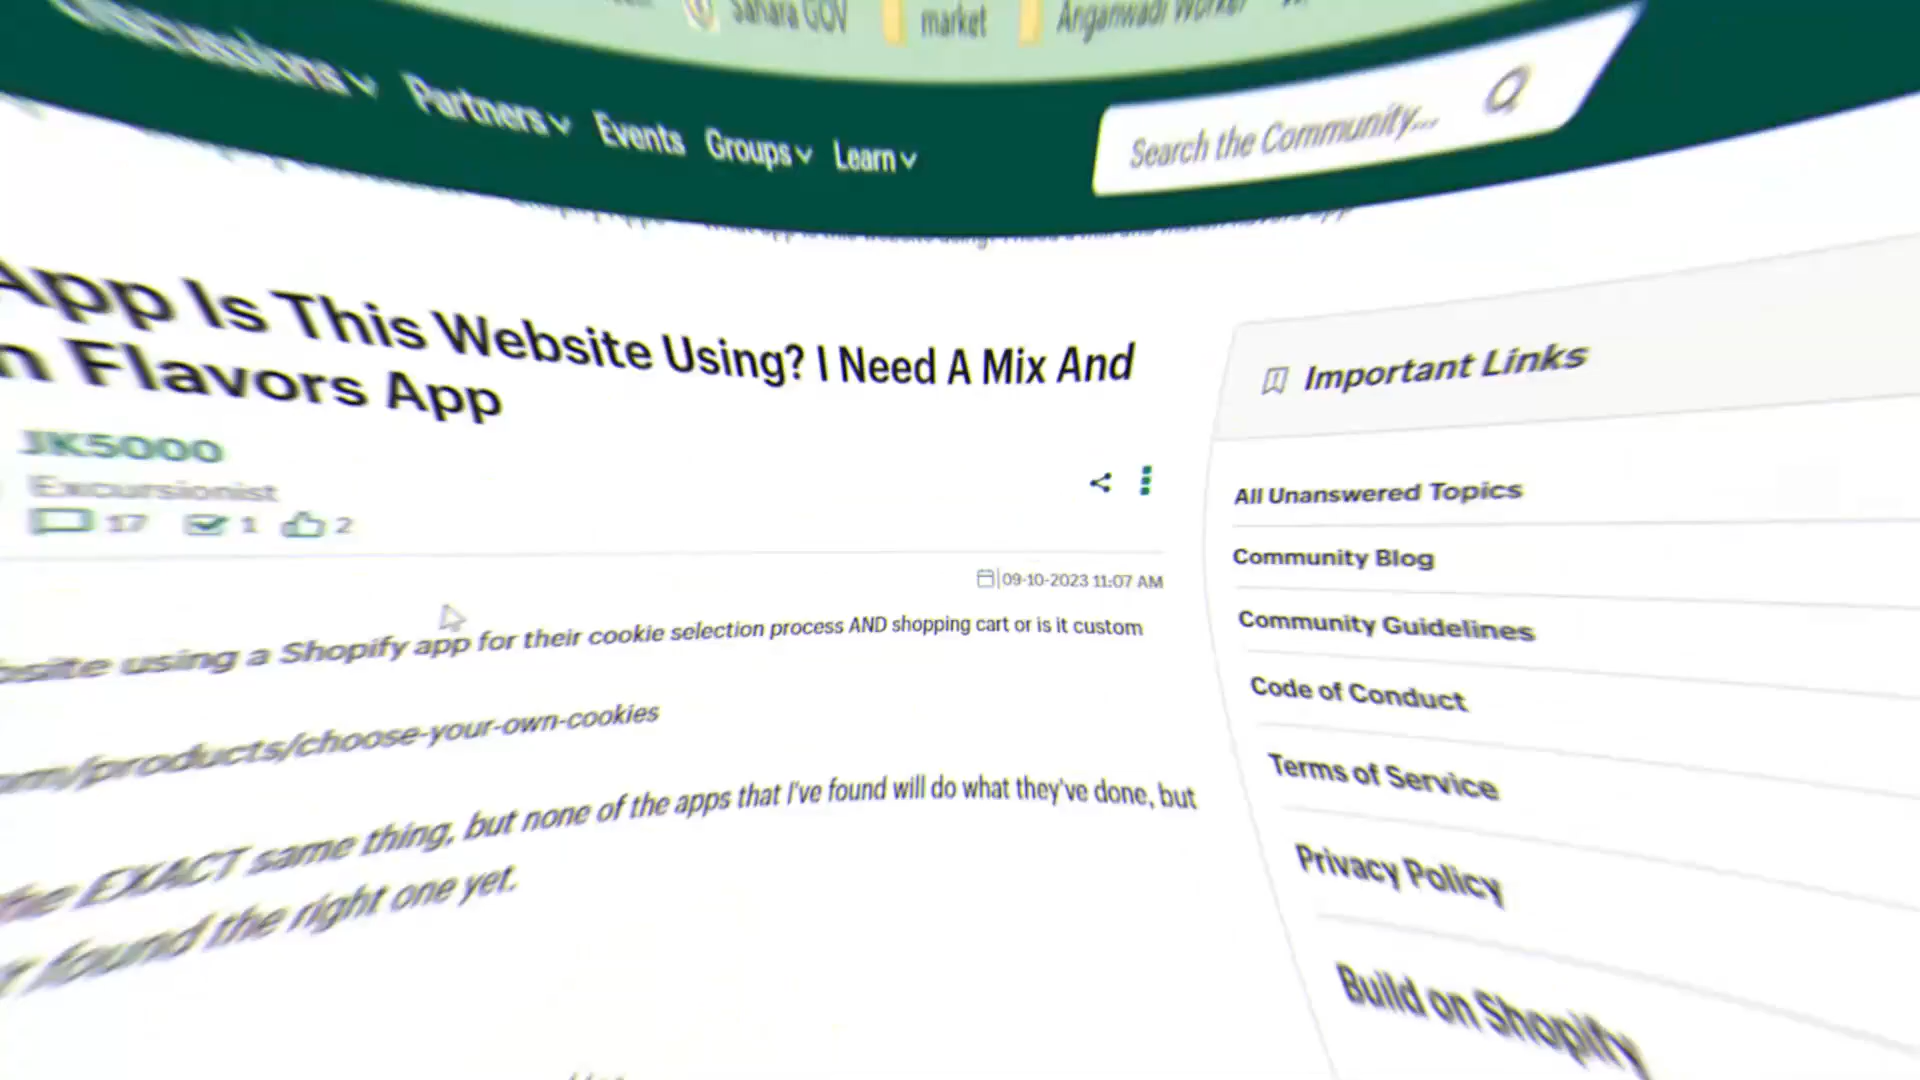 Sahara GOV market Anganwadi Worker
Partners Events Groups Learn
Search the Community...
App Is This Website Using? I Need A Mix And
n Flavors App
JK5000
Excursionist
17 1 2
09-10-2023 11:07 AM
using a Shopify app for their cookie selection process AND shopping cart or is it custom
/products/choose-your-own-cookies
the EXACT same thing, but none of the apps that I've found will do what they've done, but
found the right one yet.
Important Links
All Unanswered Topics
Community Blog
Community Guidelines
Code of Conduct
Terms of Service
Privacy Policy
Build on Shopify